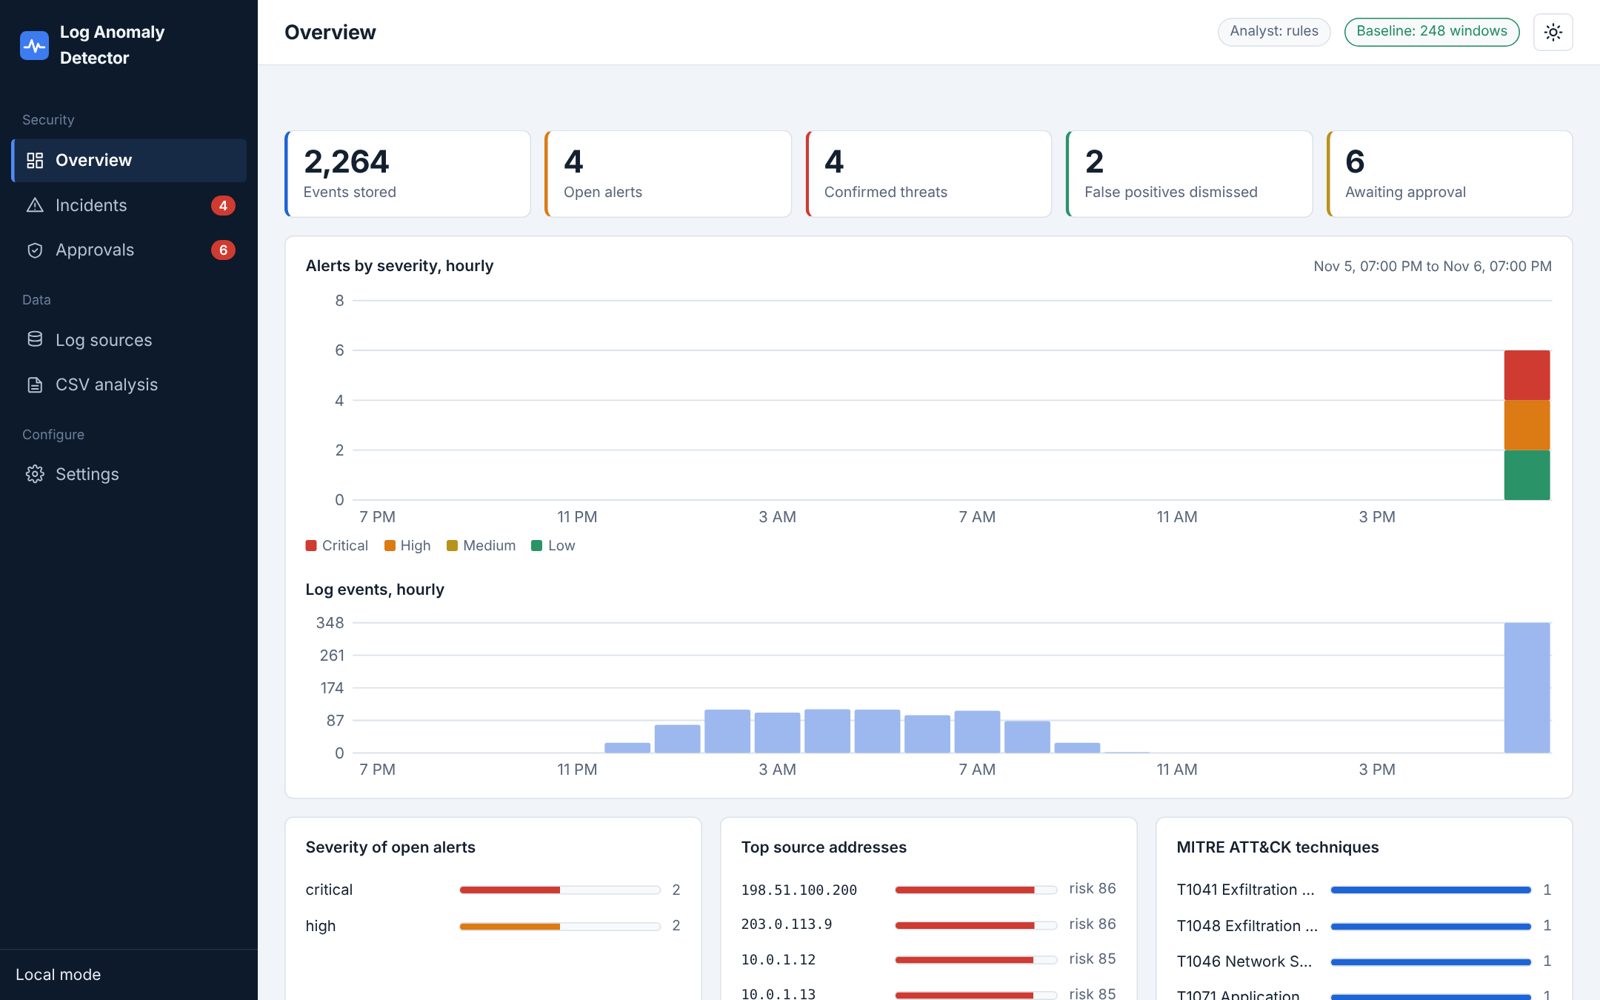 Log Anomaly
Detector
Security
Overview
Incidents
4
Approvals
6
Data
Log sources
CSV analysis
Configure
Settings
Local mode
Overview
Analyst: rules
Baseline: 248 windows
2,264
Events stored
4
Open alerts
4
Confirmed threats
2
False positives dismissed
6
Awaiting approval
Alerts by severity, hourly
Nov 5, 07:00 PM to Nov 6, 07:00 PM
8
6
4
2
0
7 PM 11 PM 3 AM 7 AM 11 AM 3 PM
Critical High Medium Low
Log events, hourly
348
261
174
87
0
7 PM 11 PM 3 AM 7 AM 11 AM 3 PM
Severity of open alerts
critical 2
high 2
Top source addresses
198.51.100.200 risk 86
203.0.113.9 risk 86
10.0.1.12 risk 85
10.0.1.13 risk 85
MITRE ATT&CK techniques
T1041 Exfiltration ... 1
T1048 Exfiltration ... 1
T1046 Network S... 1
T1071 Application 1